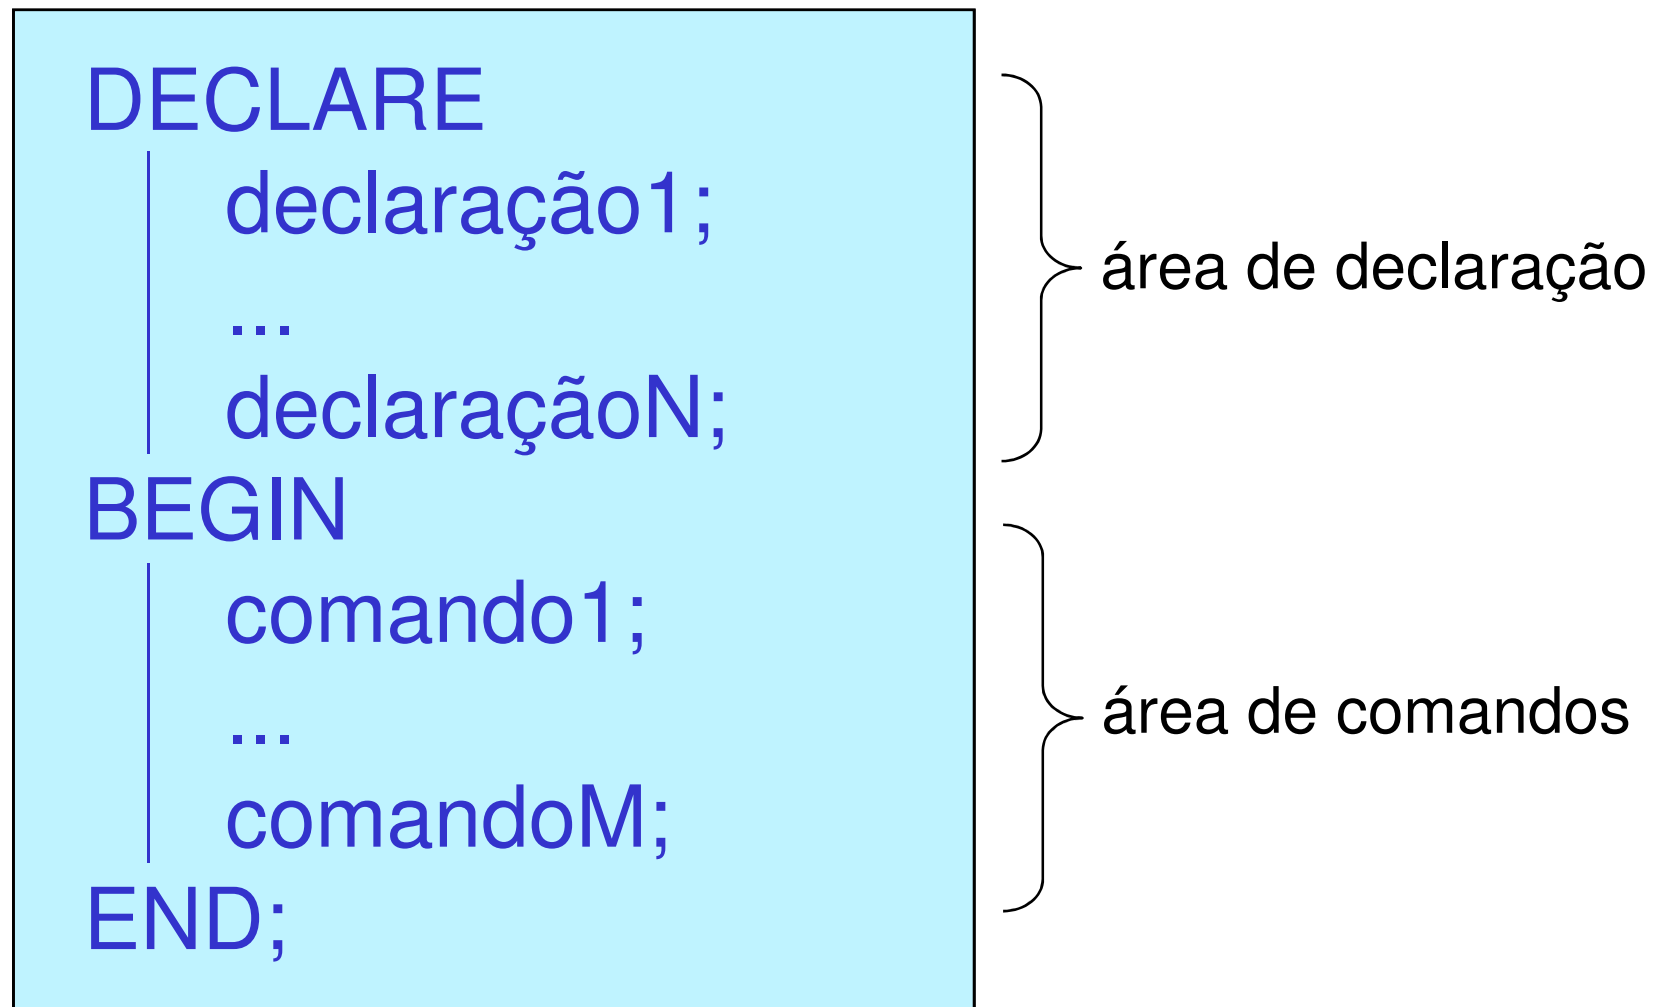 DECLARE
declaração1;
...
declaraçãoN;
BEGIN
comando1;
...
comandoM;
END;
área de declaração
área de comandos